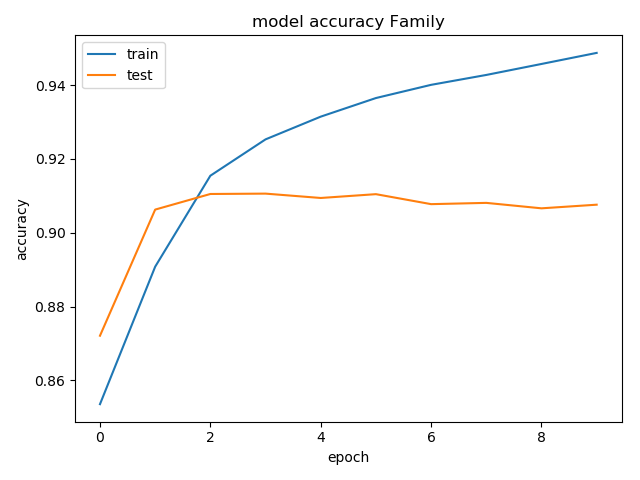 model accuracy Family
train
test
accuracy
0.94
0.92
0.90
0.88
0.86
0 2 4 6 8
epoch